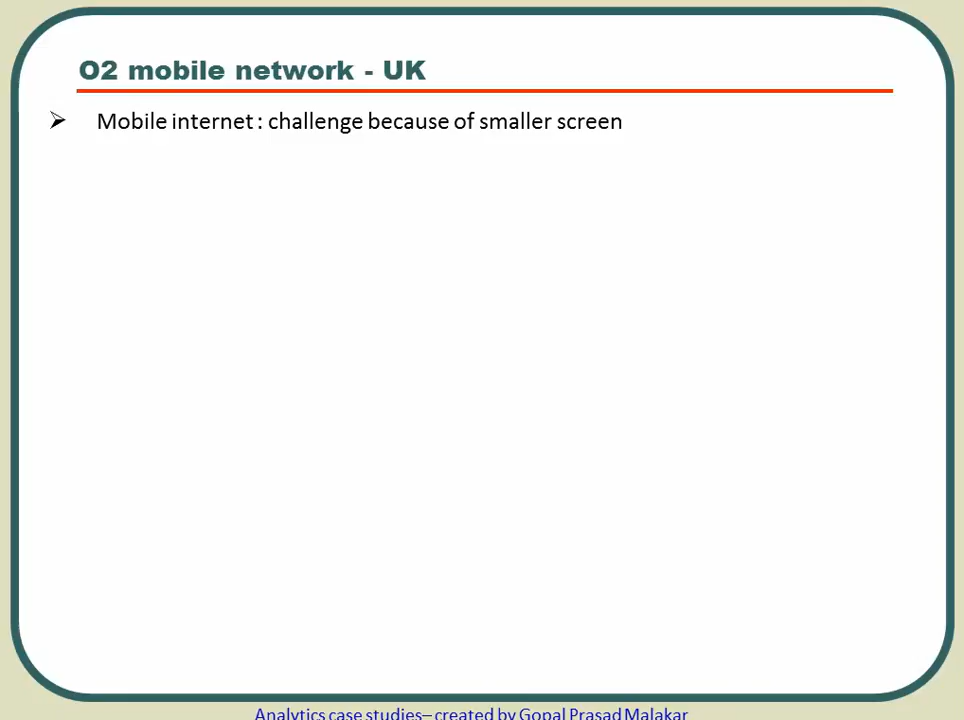 O2 mobile network - UK
➢ Mobile internet : challenge because of smaller screen
Analytics case studies– created by Gopal Prasad Malakar